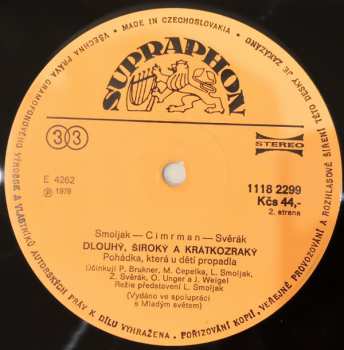 VŠECHNA PRÁVA GRAMOFONOVÉHO VÝROBCE A VLASTNÍKŮ AUTORSKÝCH PRÁV K DÍLU VYHRAŽENA. POŘIZOVÁNÍ KOPIÍ, VEREJNÉ PROVOZOVÁNÍ A ROZHLASOVÉ ŠÍŘENÍ TÉTO DESKY JE ZAKÁZÁNO
• MADE IN CZECHOSLOVAKIA •
SUPRAPHON
33
STEREO
E 4262
℗ 1978
1118 2299
Kčs 44,-
2. strana
Smoljak — Cimrman — Svěrák
DLOUHÝ, ŠIROKÝ A KRÁTKOZRAKÝ
Pohádka, která u dětí propadla
Účinkují P. Brukner, M. Čepelka, L. Smoljak,
Z. Svěrák, O. Unger a J. Weigel
Režie představení L. Smoljak
(Vydáno ve spolupráci
s Mladým světem)